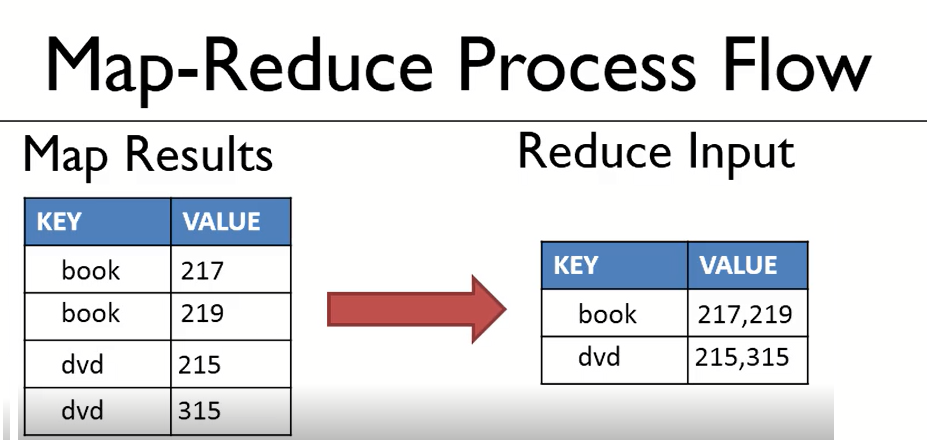 Map-Reduce Process Flow
Map Results
KEY VALUE
book 217
book 219
dvd 215
dvd 315
Reduce Input
KEY VALUE
book 217,219
dvd 215,315